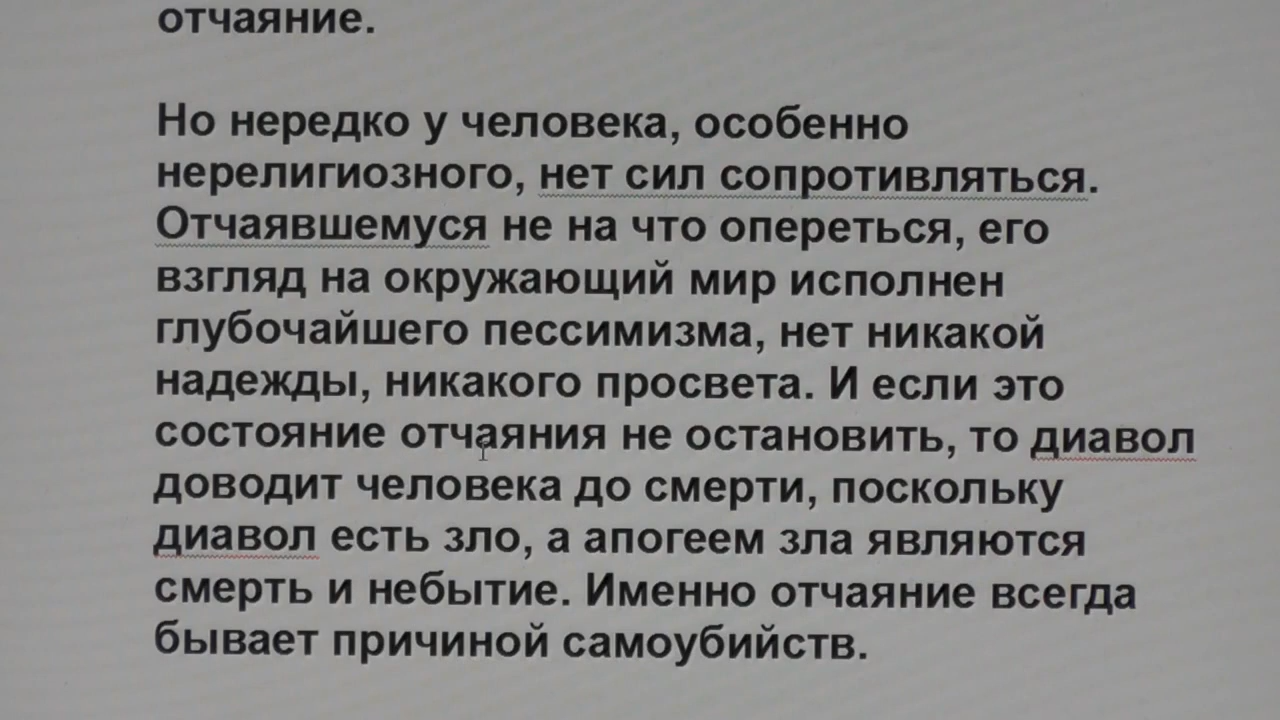 отчаяние.
Но нередко у человека, особенно
нерелигиозного, нет сил сопротивляться.
Отчаявшемуся не на что опереться, его
взгляд на окружающий мир исполнен
глубочайшего пессимизма, нет никакой
надежды, никакого просвета. И если это
состояние отчаяния не остановить, то диавол
доводит человека до смерти, поскольку
диавол есть зло, а апогеем зла являются
смерть и небытие. Именно отчаяние всегда
бывает причиной самоубийств.